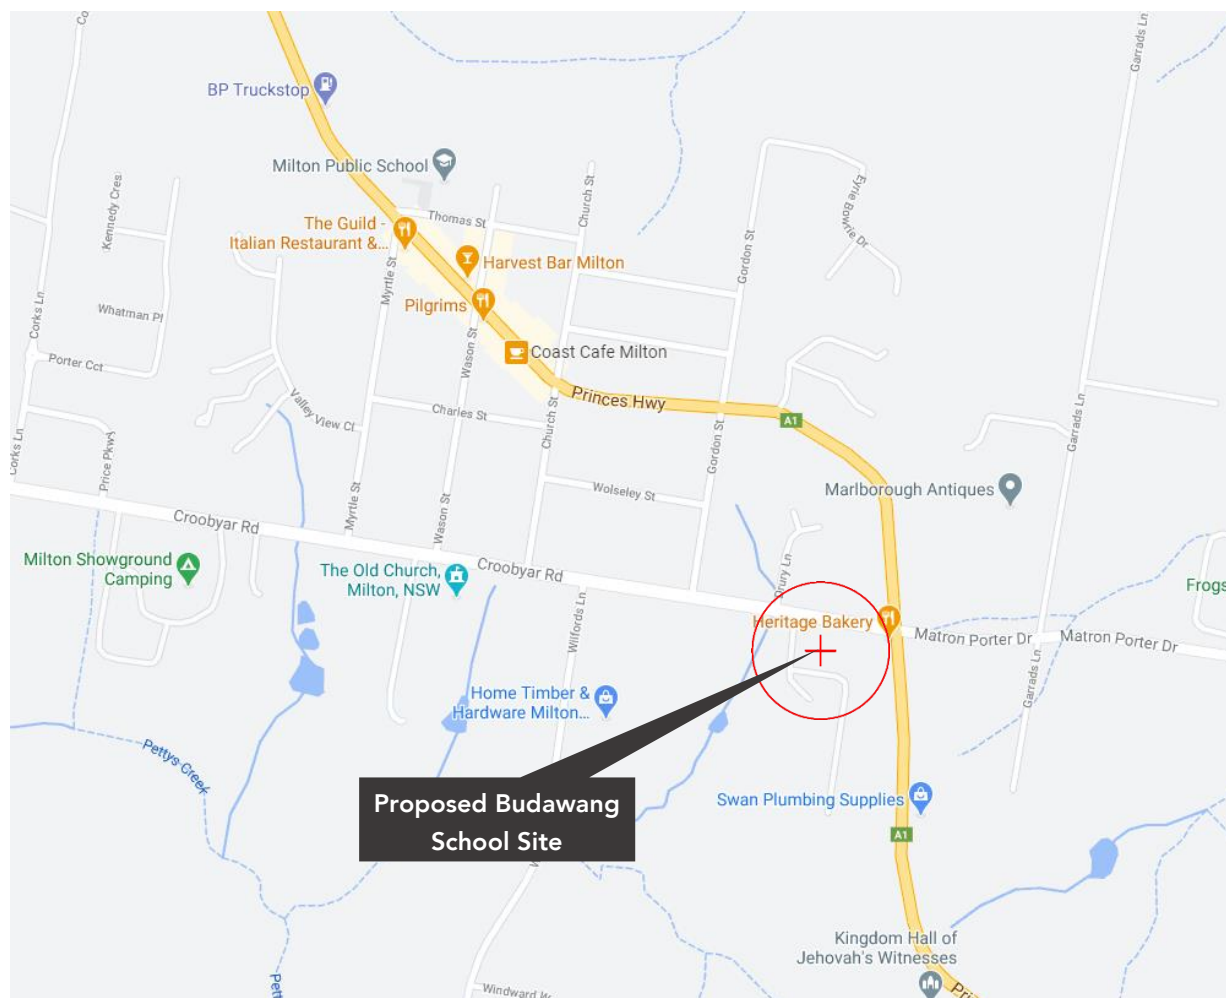 Co
Garrads Ln
BP Truckstop
Milton Public School
Kennedy Cres
Church St
Eyrie Bowrie Dr
Thomas St
The Guild -
Italian Restaurant &...
Harvest Bar Milton
Gordon St
Myrtle St
Corks Ln
Whatman Pl
Pilgrims
Wason St
Coast Cafe Milton
Porter Cct
Princes Hwy
Valley View Cl
Charles St
A1
Church St
Garrads Ln
Corks Ln
Price Pkwy
Gordon St
Marlborough Antiques
Wolseley St
Myrtle St
Wason St
Croobyar Rd
Milton Showground
Camping
The Old Church,
Milton, NSW
Croobyar Rd
Drury Ln
Frogs
Wilfords Ln
Heritage Bakery
Matron Porter Dr
Matron Porter Dr
Garrads Ln
Home Timber &
Hardware Milton...
Pettys Creek
Proposed Budawang
School Site
Swan Plumbing Supplies
A1
W
Kingdom Hall of
Jehovah's Witnesses
Pett
Windward W
Prin